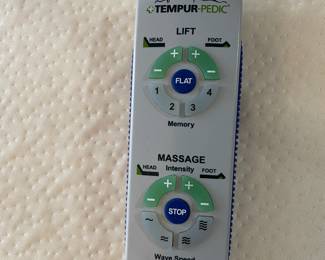 TEMPUR-PEDIC
LIFT
HEAD FOOT
+ +
− FLAT −
1 4
2 3
Memory
MASSAGE
Intensity
HEAD FOOT
+ +
− STOP −
Wave Speed